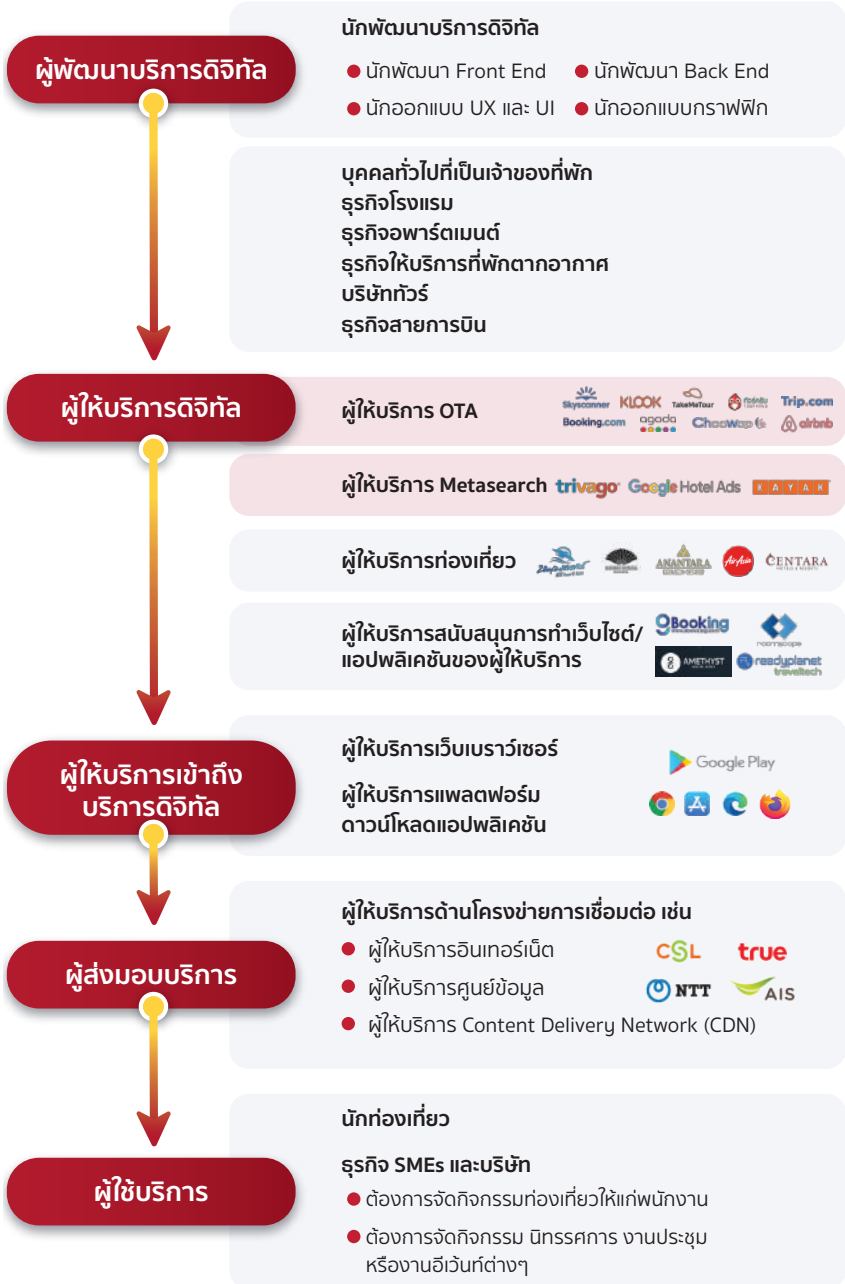 ผู้พัฒนาบริการดิจิทัล
นักพัฒนาบริการดิจิทัล
● นักพัฒนา Front End ● นักพัฒนา Back End
● นักออกแบบ UX และ UI ● นักออกแบบกราฟฟิก
บุคคลทั่วไปที่เป็นเจ้าของที่พัก
ธุรกิจโรงแรม
ธุรกิจอพาร์ตเมนต์
ธุรกิจให้บริการที่พักตากอากาศ
บริษัททัวร์
ธุรกิจสายการบิน
ผู้ให้บริการดิจิทัล
ผู้ให้บริการ OTA
Skyscanner KLOOK TakeMeTour Trip.com
Booking.com agoda airbnb
ผู้ให้บริการ Metasearch trivago Google Hotel Ads KAYAK
ผู้ให้บริการท่องเที่ยว ANANTARA AirAsia CENTARA
ผู้ให้บริการสนับสนุนการทำเว็บไซต์/
แอปพลิเคชันของผู้ให้บริการ
9Booking roomscope
AMETHYST readyplanet
traveltech
ผู้ให้บริการเข้าถึง
บริการดิจิทัล
ผู้ให้บริการเว็บเบราว์เซอร์
Google Play
ผู้ให้บริการแพลตฟอร์ม
ดาวน์โหลดแอปพลิเคชัน
ผู้ส่งมอบบริการ
ผู้ให้บริการด้านโครงข่ายการเชื่อมต่อ เช่น
● ผู้ให้บริการอินเทอร์เน็ต
CSL true
● ผู้ให้บริการศูนย์ข้อมูล
NTT AIS
● ผู้ให้บริการ Content Delivery Network (CDN)
ผู้ใช้บริการ
นักท่องเที่ยว
ธุรกิจ SMEs และบริษัท
● ต้องการจัดกิจกรรมท่องเที่ยวให้แก่พนักงาน
● ต้องการจัดกิจกรรม นิทรรศการ งานประชุม
หรืองานอีเว้นท์ต่างๆ